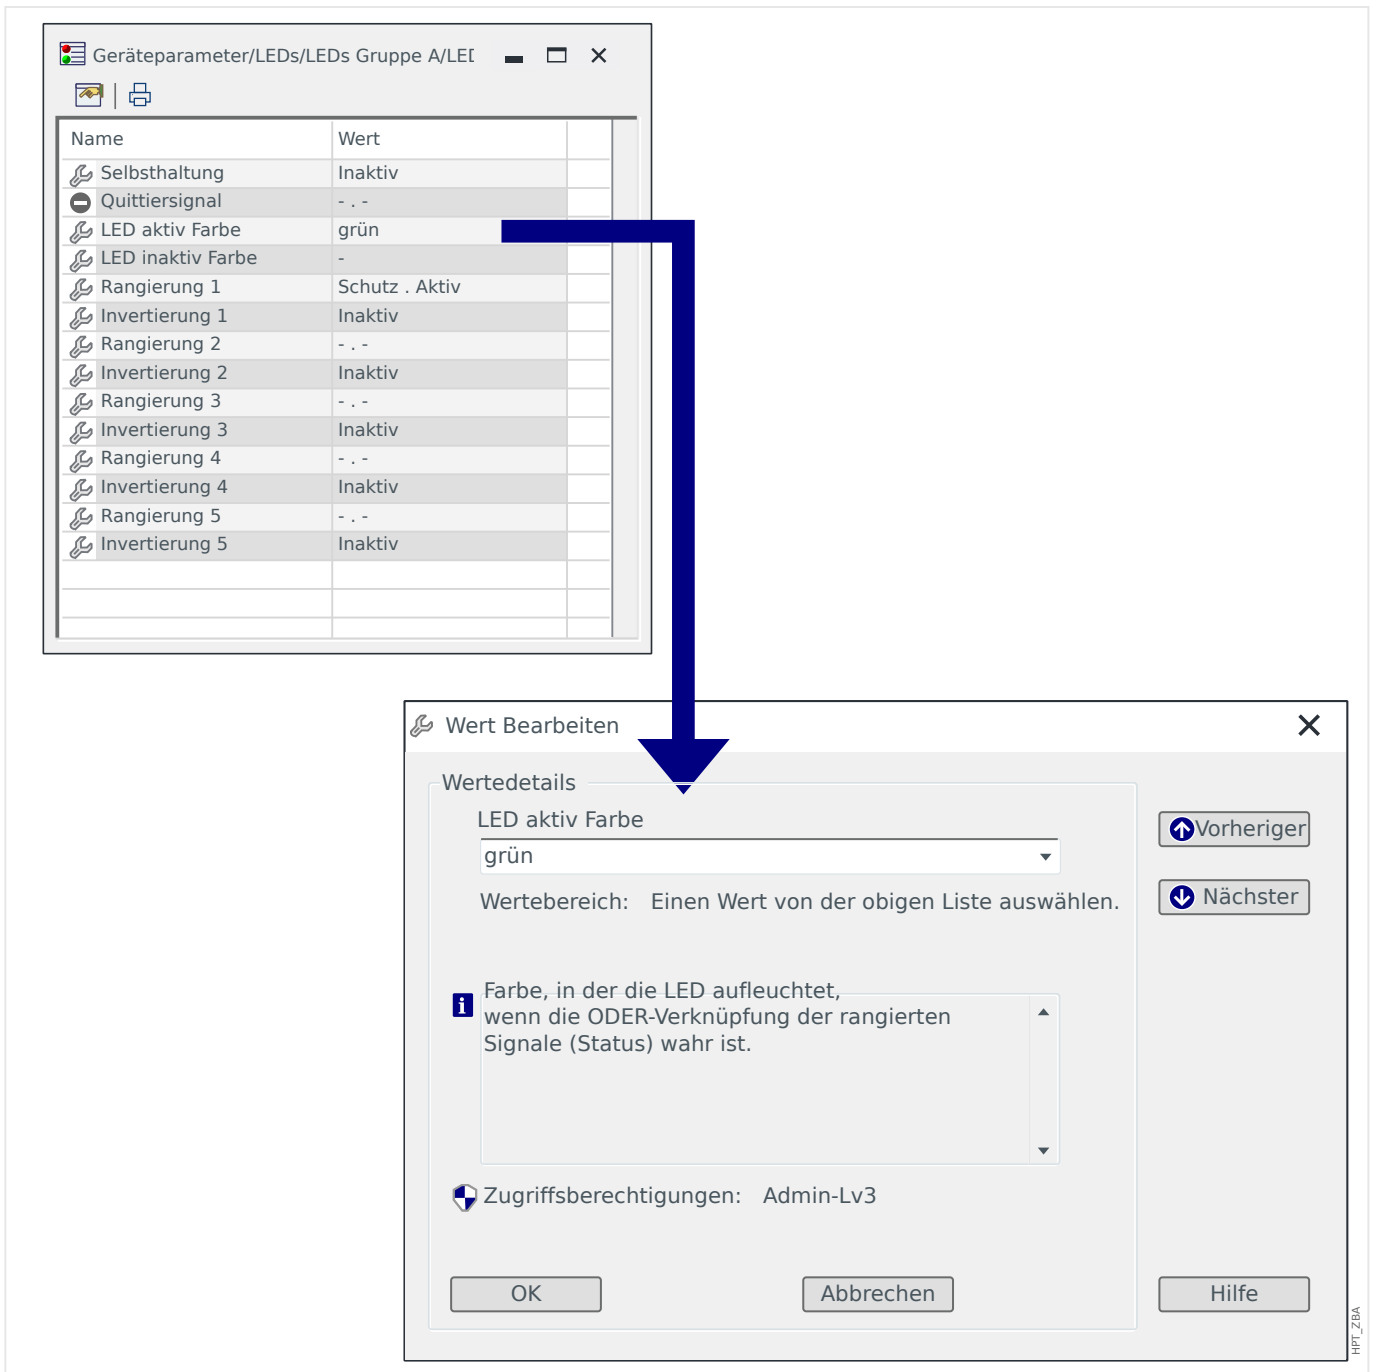 Geräteparameter/LEDs/LEDs Gruppe A/LED
Name Wert
Selbsthaltung Inaktiv
Quittiersignal - . -
LED aktiv Farbe grün
LED inaktiv Farbe -
Rangierung 1 Schutz . Aktiv
Invertierung 1 Inaktiv
Rangierung 2 - . -
Invertierung 2 Inaktiv
Rangierung 3 - . -
Invertierung 3 Inaktiv
Rangierung 4 - . -
Invertierung 4 Inaktiv
Rangierung 5 - . -
Invertierung 5 Inaktiv
Wert Bearbeiten
Wertedetails
LED aktiv Farbe
grün
Wertebereich: Einen Wert von der obigen Liste auswählen.
Vorheriger
Nächster
Farbe, in der die LED aufleuchtet,
wenn die ODER-Verknüpfung der rangierten
Signale (Status) wahr ist.
Zugriffsberechtigungen: Admin-Lv3
OK Abbrechen Hilfe
HPT_ZBA